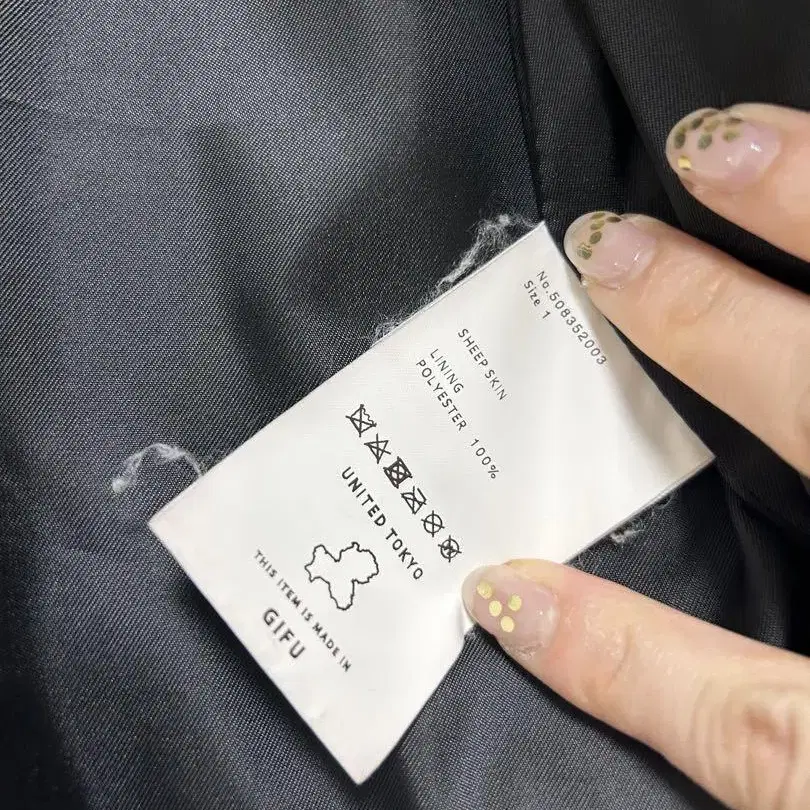 No.508352003
Size 1
SHEEP SKIN
LINING
POLYESTER 100%
UNITED TOKYO
THIS ITEM IS MADE IN
GIFU